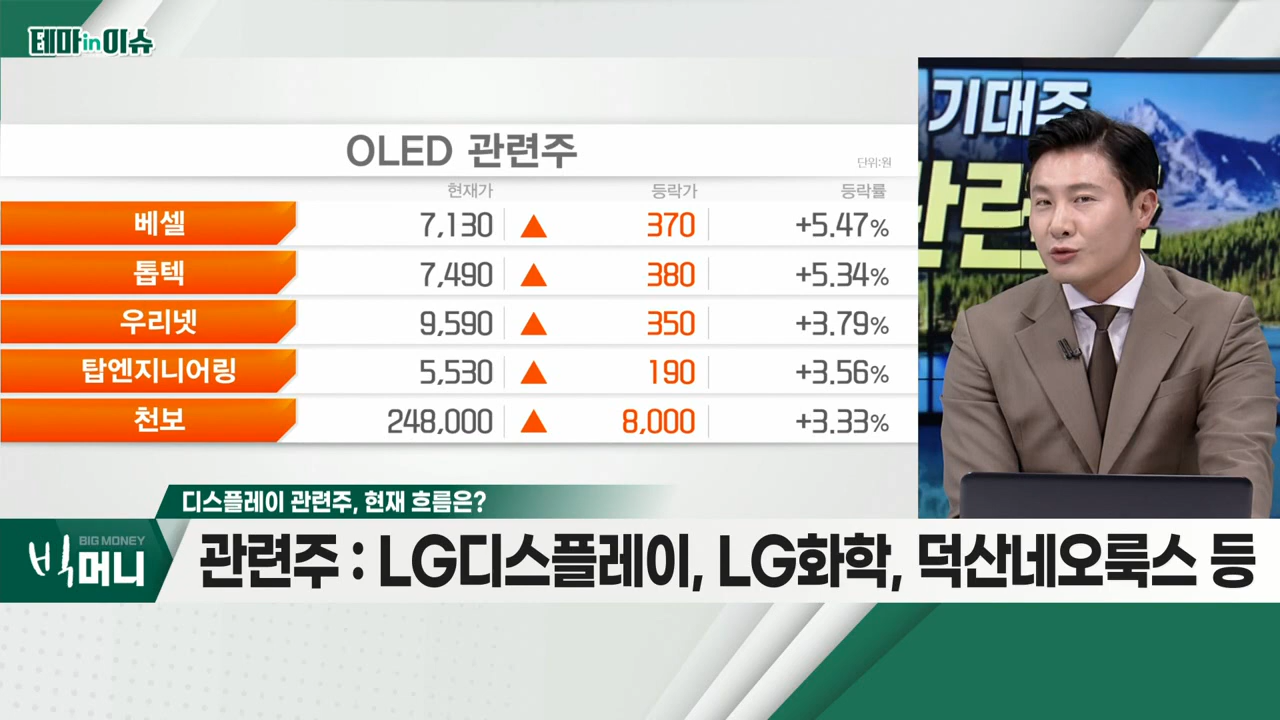 테마in이슈
기대주
관련
OLED 관련주
단위:원
현재가 등락가 등락률
베셀 7,130 ▲ 370 +5.47%
톱텍 7,490 ▲ 380 +5.34%
우리넷 9,590 ▲ 350 +3.79%
탑엔지니어링 5,530 ▲ 190 +3.56%
천보 248,000 ▲ 8,000 +3.33%
디스플레이 관련주, 현재 흐름은?
BIG MONEY
빅머니
관련주 : LG디스플레이, LG화학, 덕산네오룩스 등